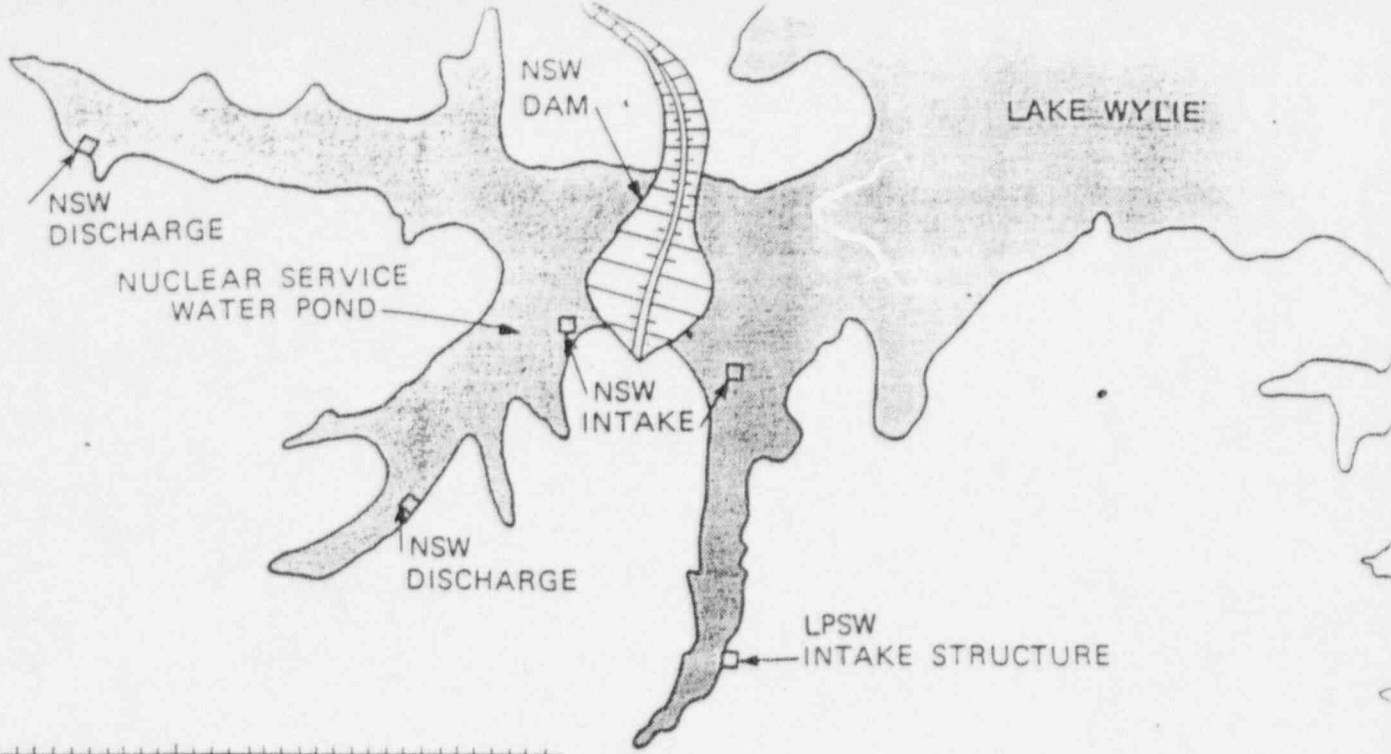 NSW
DAM
LAKE WYLIE
NSW
DISCHARGE
NUCLEAR SERVICE
WATER POND
NSW
INTAKE
NSW
DISCHARGE
LPSW
INTAKE STRUCTURE